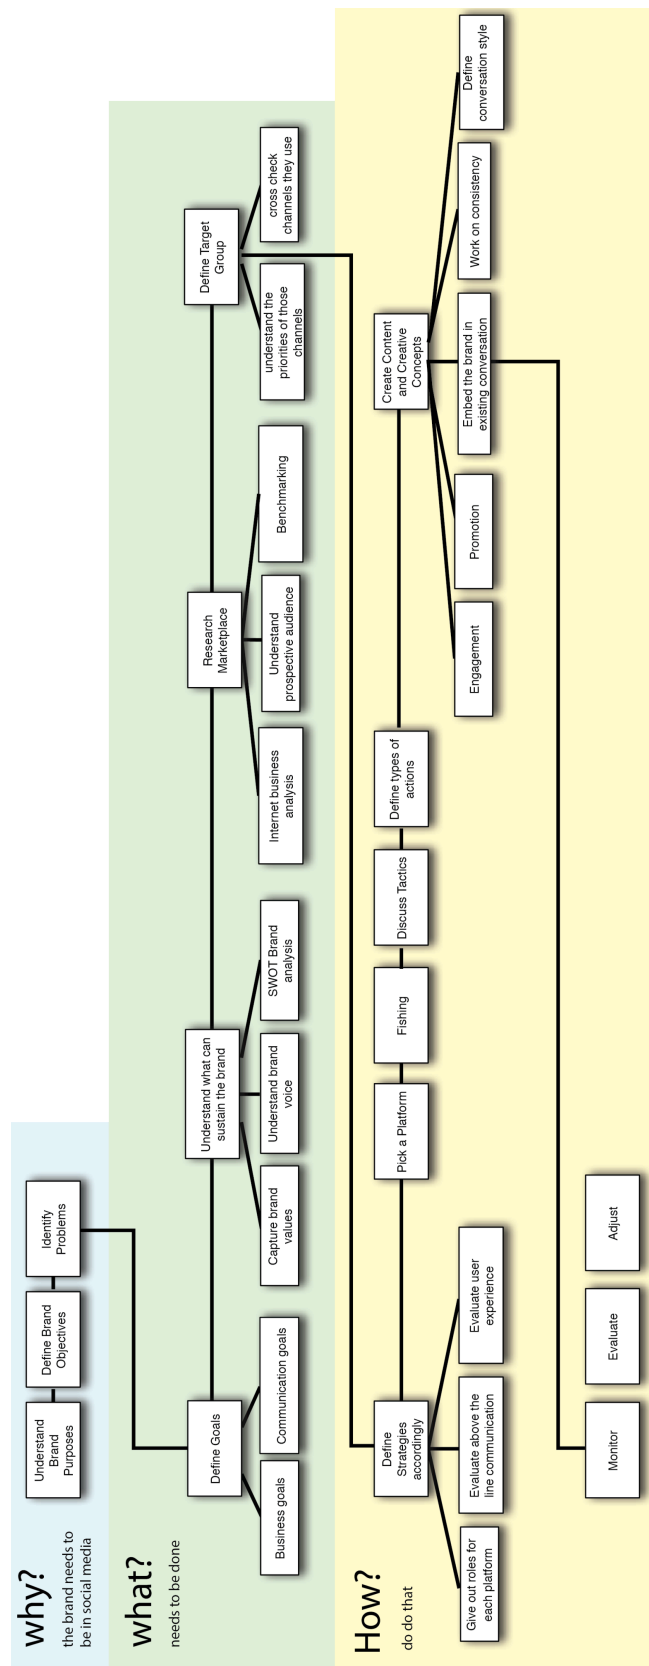 why?
the brand needs to
be in social media
Understand
Brand
Purposes
Define Brand
Objectives
Identify
Problems
what?
needs to be done
Define Goals
Business goals
Communication goals
Understand what can
sustain the brand
Capture brand
values
Understand brand
voice
SWOT Brand
analysis
Research
Marketplace
Internet business
analysis
Understand
prospective audience
Benchmarking
Define Target
Group
understand the
priorities of those
channels
cross check
channels they use
How?
do do that
Define
Strategies
accordingly
Give out roles for
each platform
Evaluate above the
line communication
Evaluate user
experience
Pick a Platform
Fishing
Discuss Tactics
Define types of
actions
Create Content
and Creative
Concepts
Engagement
Promotion
Embed the brand in
existing conversation
Work on consistency
Define
conversation style
Monitor
Evaluate
Adjust